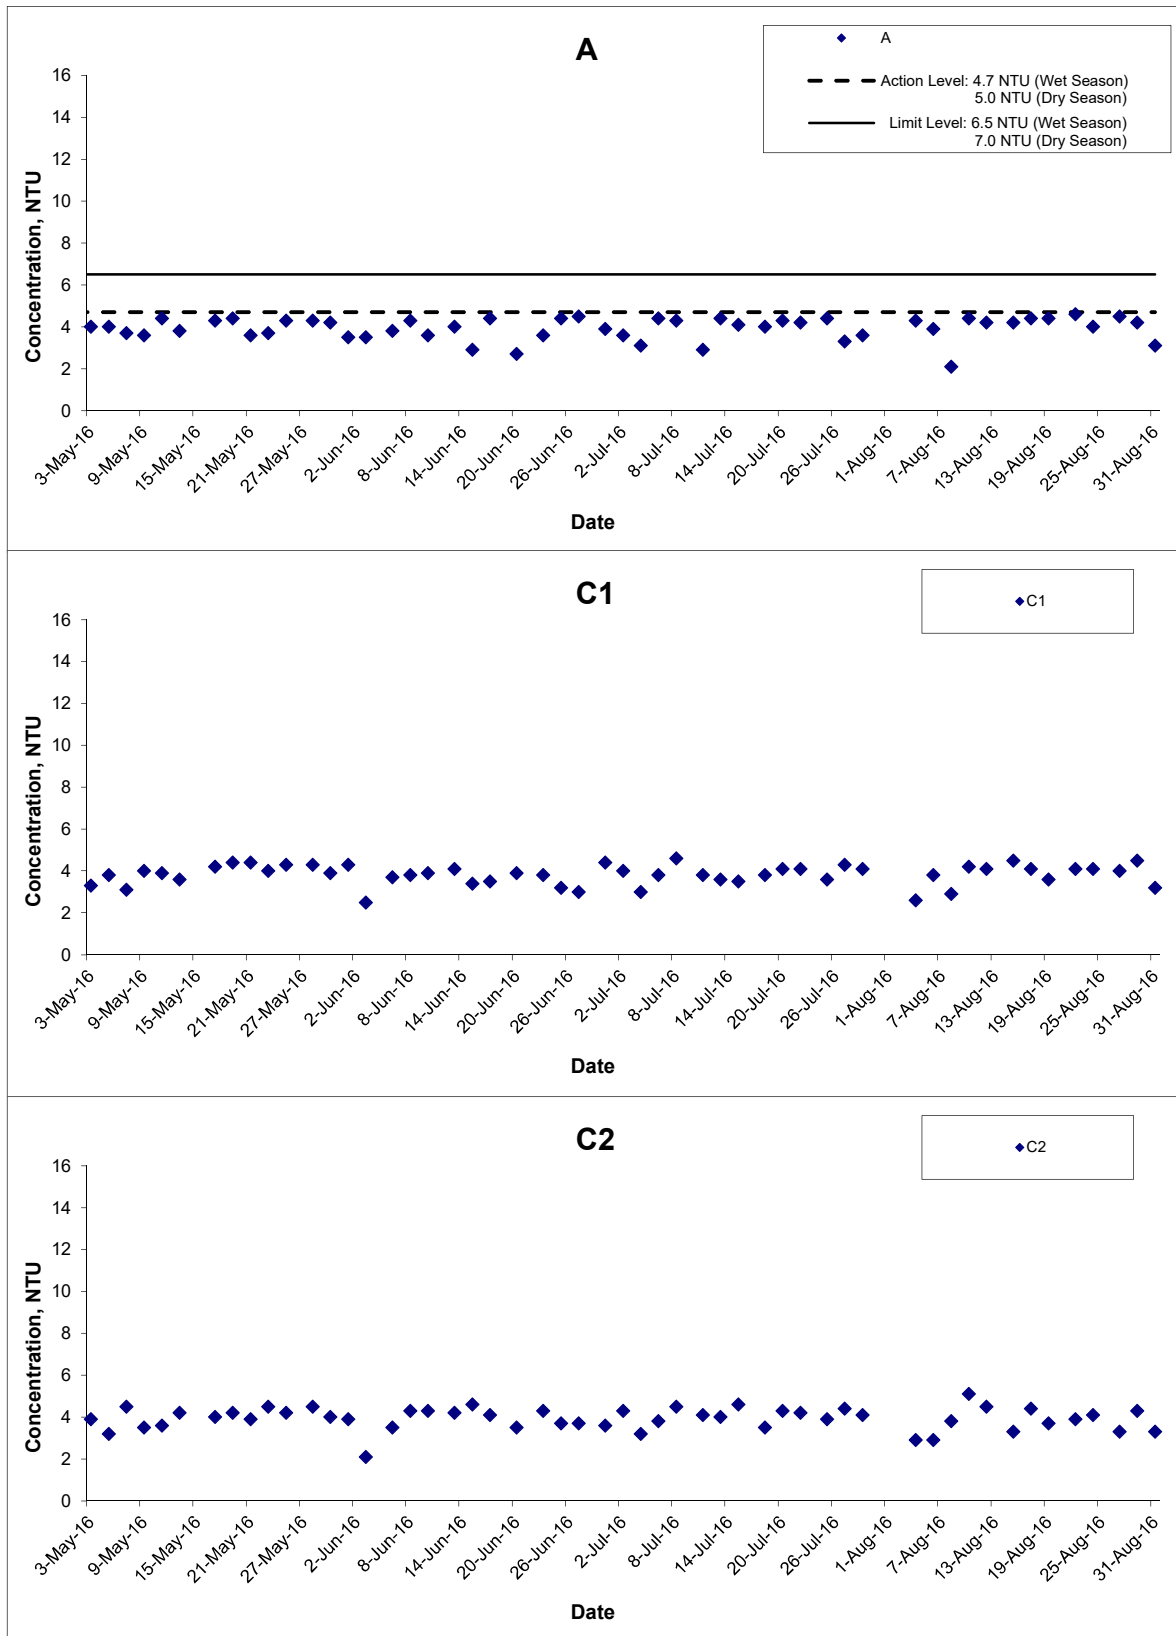 A
A
Action Level: 4.7 NTU (Wet Season)
5.0 NTU (Dry Season)
Limit Level: 6.5 NTU (Wet Season)
7.0 NTU (Dry Season)
Concentration, NTU
16
14
12
10
8
6
4
2
0
3-May-16
9-May-16
15-May-16
21-May-16
27-May-16
2-Jun-16
8-Jun-16
14-Jun-16
20-Jun-16
26-Jun-16
2-Jul-16
8-Jul-16
14-Jul-16
20-Jul-16
26-Jul-16
1-Aug-16
7-Aug-16
13-Aug-16
19-Aug-16
25-Aug-16
31-Aug-16
Date
C1
C1
Concentration, NTU
16
14
12
10
8
6
4
2
0
3-May-16
9-May-16
15-May-16
21-May-16
27-May-16
2-Jun-16
8-Jun-16
14-Jun-16
20-Jun-16
26-Jun-16
2-Jul-16
8-Jul-16
14-Jul-16
20-Jul-16
26-Jul-16
1-Aug-16
7-Aug-16
13-Aug-16
19-Aug-16
25-Aug-16
31-Aug-16
Date
C2
C2
Concentration, NTU
16
14
12
10
8
6
4
2
0
3-May-16
9-May-16
15-May-16
21-May-16
27-May-16
2-Jun-16
8-Jun-16
14-Jun-16
20-Jun-16
26-Jun-16
2-Jul-16
8-Jul-16
14-Jul-16
20-Jul-16
26-Jul-16
1-Aug-16
7-Aug-16
13-Aug-16
19-Aug-16
25-Aug-16
31-Aug-16
Date